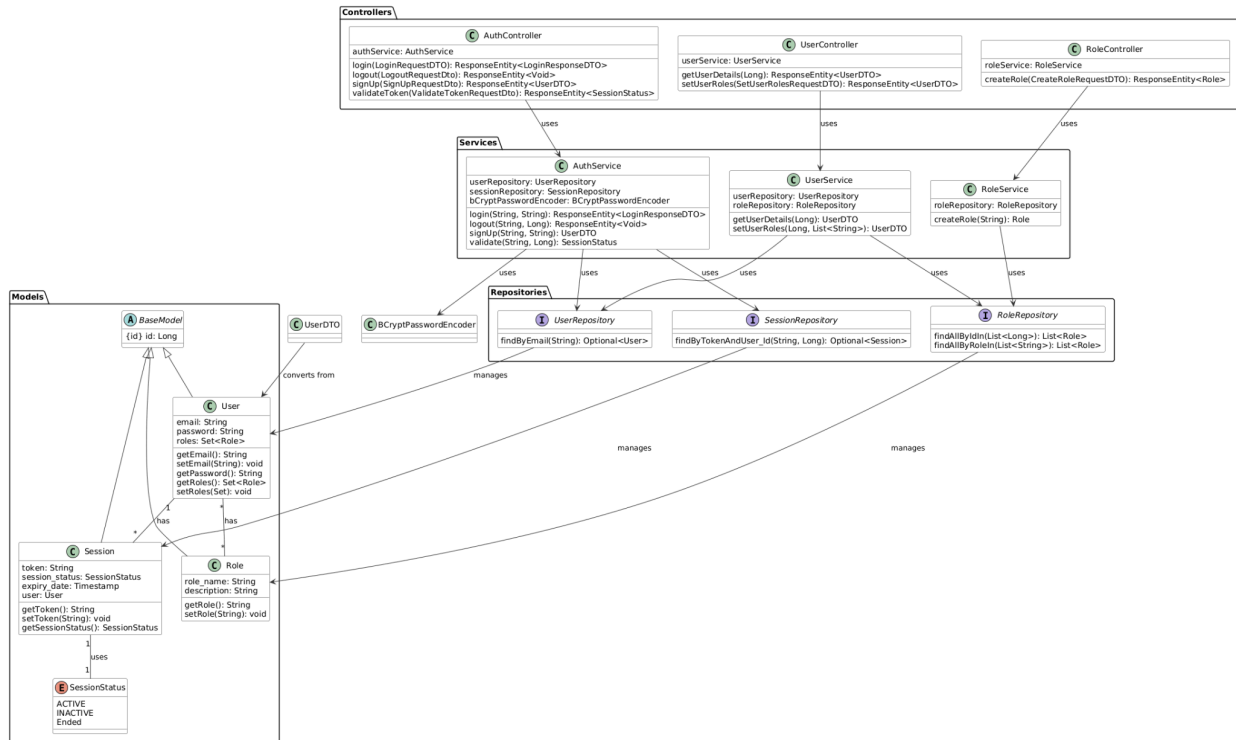 Controllers
C AuthController
authService: AuthService
login(LoginRequestDTO): ResponseEntity<LoginResponseDTO>
logout(LogoutRequestDto): ResponseEntity<Void>
signUp(SignUpRequestDto): ResponseEntity<UserDTO>
validateToken(ValidateTokenRequestDto): ResponseEntity<SessionStatus>
C UserController
userService: UserService
getUserDetails(Long): ResponseEntity<UserDTO>
setUserRoles(SetUserRolesRequestDTO): ResponseEntity<UserDTO>
C RoleController
roleService: RoleService
createRole(CreateRoleRequestDTO): ResponseEntity<Role>
uses
uses
uses
Services
C AuthService
userRepository: UserRepository
sessionRepository: SessionRepository
bCryptPasswordEncoder: BCryptPasswordEncoder
login(String, String): ResponseEntity<LoginResponseDTO>
logout(String, Long): ResponseEntity<Void>
signUp(String, String): UserDTO
validate(String, Long): SessionStatus
C UserService
userRepository: UserRepository
roleRepository: RoleRepository
getUserDetails(Long): UserDTO
setUserRoles(Long, List<String>): UserDTO
C RoleService
roleRepository: RoleRepository
createRole(String): Role
uses
uses
uses
uses
uses
uses
Models
A BaseModel
{id} id: Long
C UserDTO
C BCryptPasswordEncoder
Repositories
I UserRepository
findByEmail(String): Optional<User>
I SessionRepository
findByTokenAndUser_Id(String, Long): Optional<Session>
I RoleRepository
findAllByIdIn(List<Long>): List<Role>
findAllByRoleIn(List<String>): List<Role>
converts from
manages
C User
email: String
password: String
roles: Set<Role>
getEmail(): String
setEmail(String): void
getPassword(): String
getRoles(): Set<Role>
setRoles(Set): void
manages
manages
1
*
has
has
*
*
C Session
token: String
session_status: SessionStatus
expiry_date: Timestamp
user: User
getToken(): String
setToken(String): void
getSessionStatus(): SessionStatus
C Role
role_name: String
description: String
getRole(): String
setRole(String): void
1
uses
1
E SessionStatus
ACTIVE
INACTIVE
Ended